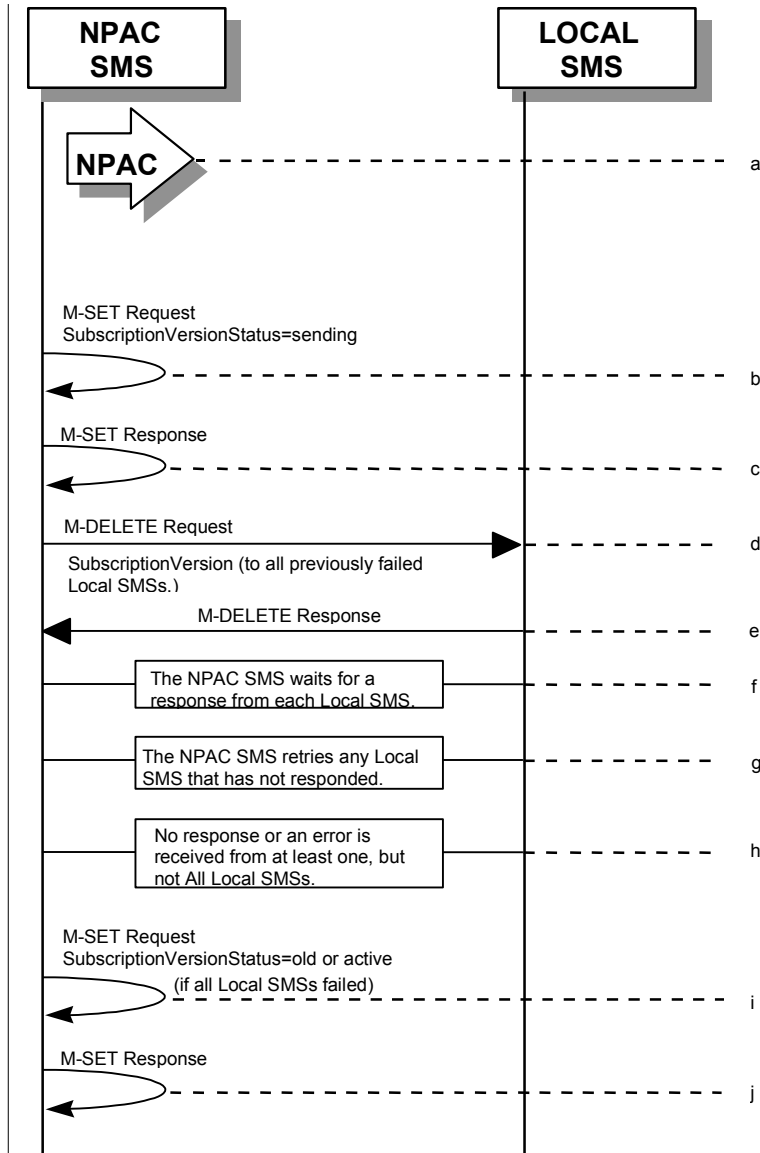 NPAC
SMS
LOCAL
SMS
NPAC
a
M-SET Request
SubscriptionVersionStatus=sending
b
M-SET Response
c
M-DELETE Request
d
SubscriptionVersion (to all previously failed
Local SMSs.)
M-DELETE Response
e
The NPAC SMS waits for a
response from each Local SMS.
f
The NPAC SMS retries any Local
SMS that has not responded.
g
No response or an error is
received from at least one, but
not All Local SMSs.
h
M-SET Request
SubscriptionVersionStatus=old or active
(if all Local SMSs failed)
i
M-SET Response
j